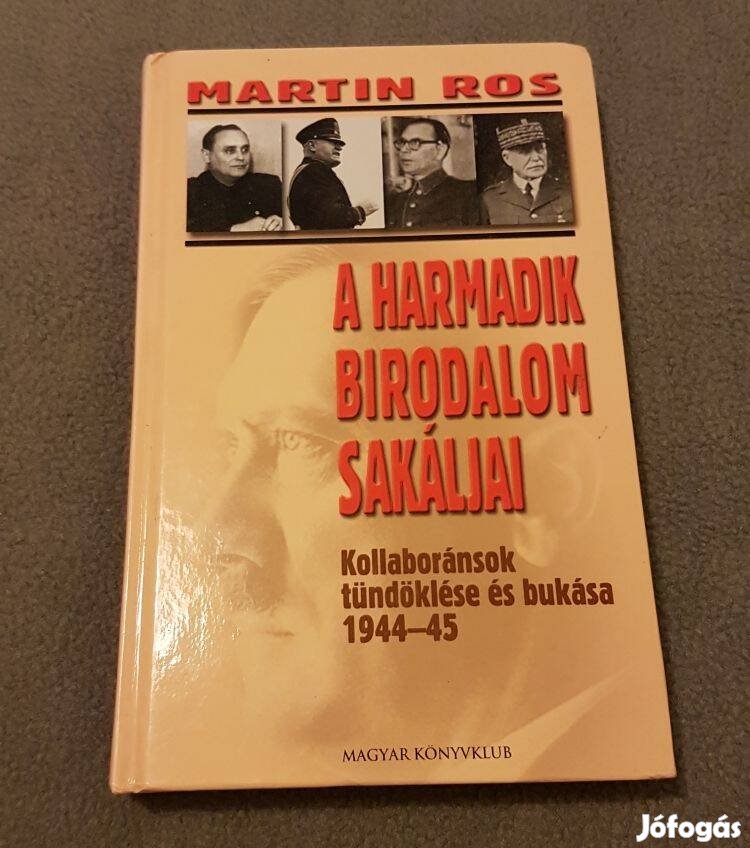 MARTIN ROS
A HARMADIK
BIRODALOM
SAKÁLJAI
Kollaboránsok
tündöklése és bukása
1944–45
MAGYAR KÖNYVKLUB
Jófogás